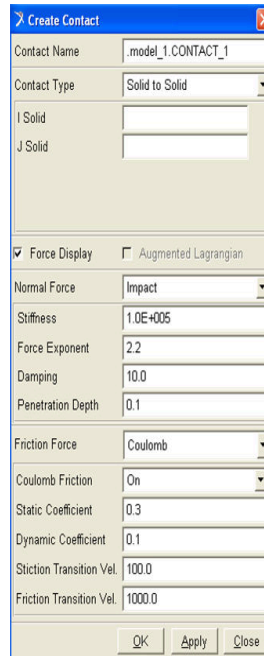 Create Contact
Contact Name .model_1.CONTACT_1
Contact Type Solid to Solid
I Solid
J Solid
Force Display Augmented Lagrangian
Normal Force Impact
Stiffness 1.0E+005
Force Exponent 2.2
Damping 10.0
Penetration Depth 0.1
Friction Force Coulomb
Coulomb Friction On
Static Coefficient 0.3
Dynamic Coefficient 0.1
Stiction Transition Vel. 100.0
Friction Transition Vel. 1000.0
OK Apply Close